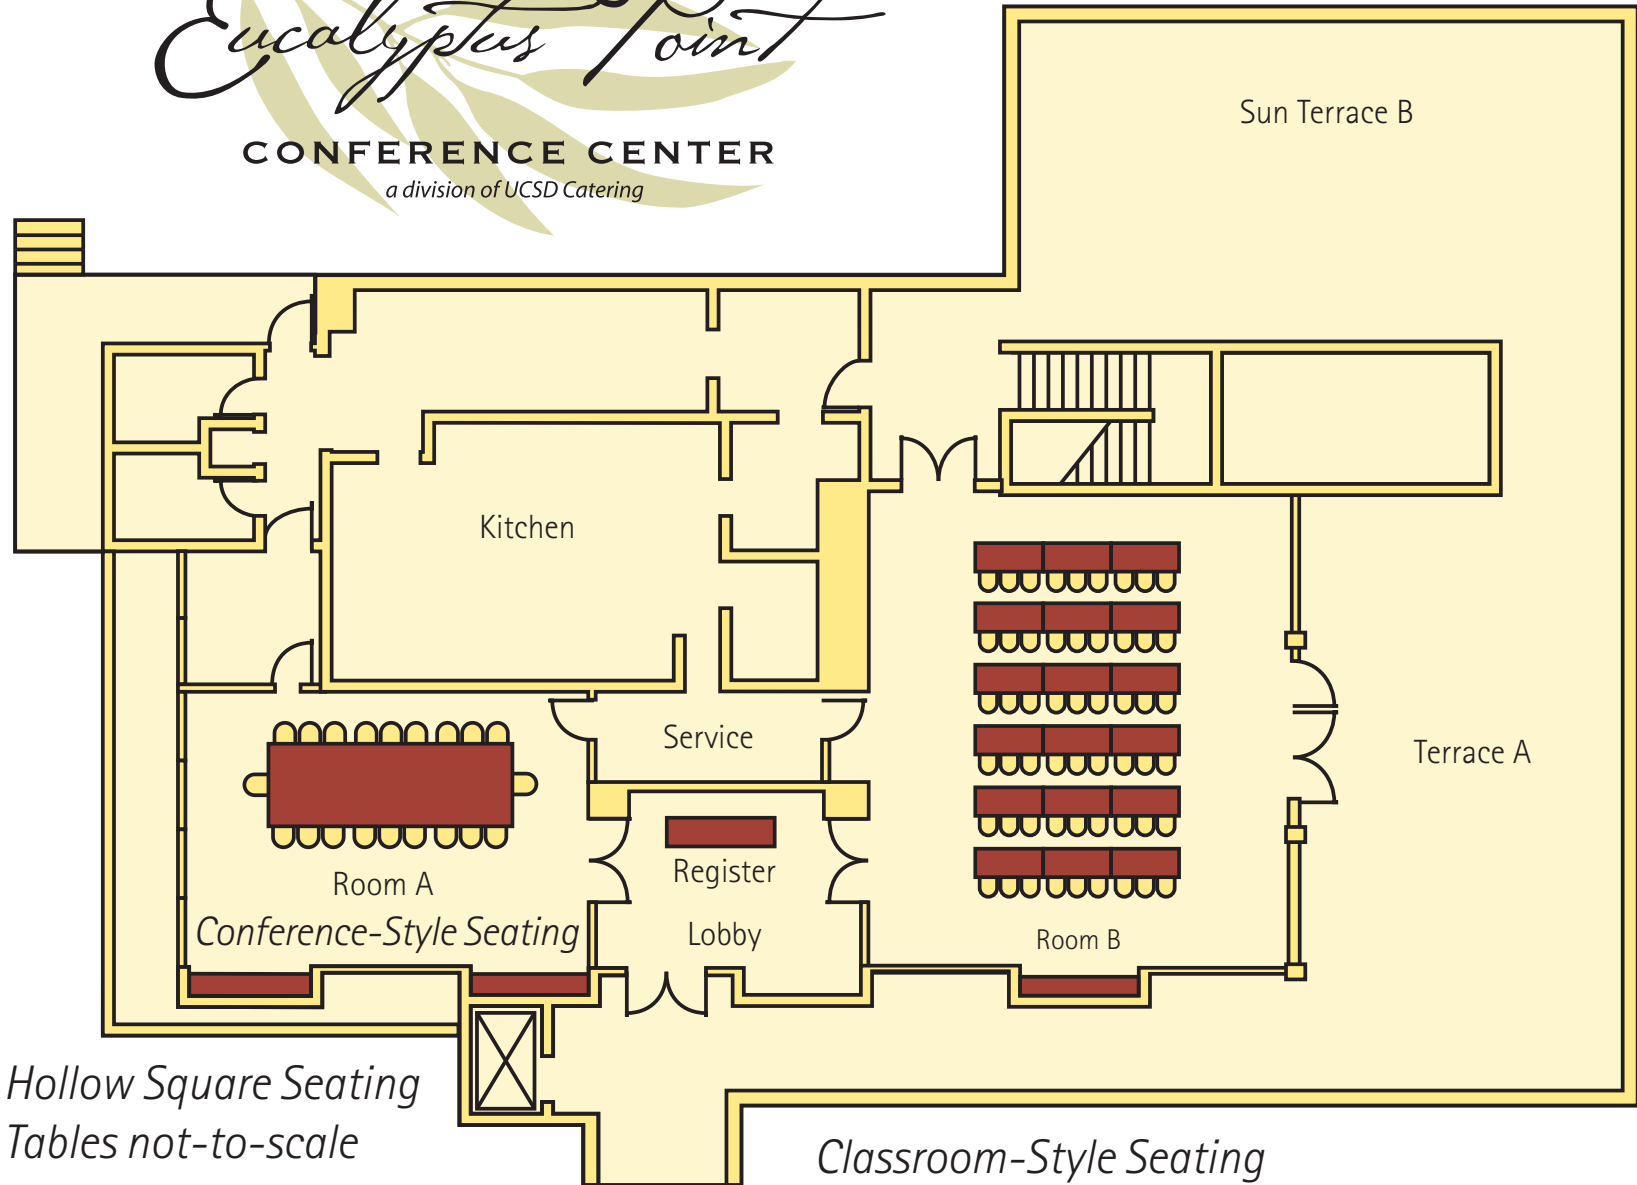 Eucalyptus Point
CONFERENCE CENTER
a division of UCSD Catering
Sun Terrace B
Kitchen
Service
Terrace A
Register
Room A
Conference-Style Seating
Lobby
Room B
Hollow Square Seating
Tables not-to-scale
Classroom-Style Seating